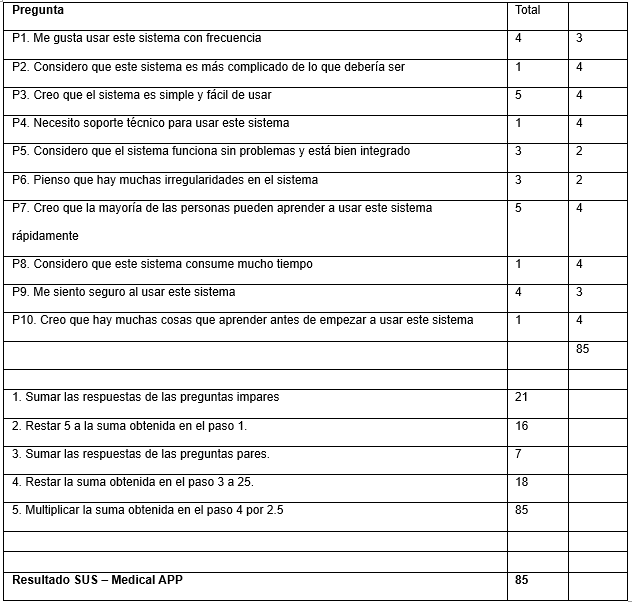 Pregunta Total
P1. Me gusta usar este sistema con frecuencia 4 3
P2. Considero que este sistema es más complicado de lo que debería ser 1 4
P3. Creo que el sistema es simple y fácil de usar 5 4
P4. Necesito soporte técnico para usar este sistema 1 4
P5. Considero que el sistema funciona sin problemas y está bien integrado 3 2
P6. Pienso que hay muchas irregularidades en el sistema 3 2
P7. Creo que la mayoría de las personas pueden aprender a usar este sistema 5 4
rápidamente
P8. Considero que este sistema consume mucho tiempo 1 4
P9. Me siento seguro al usar este sistema 4 3
P10. Creo que hay muchas cosas que aprender antes de empezar a usar este sistema 1 4
85
1. Sumar las respuestas de las preguntas impares 21
2. Restar 5 a la suma obtenida en el paso 1. 16
3. Sumar las respuestas de las preguntas pares. 7
4. Restar la suma obtenida en el paso 3 a 25. 18
5. Multiplicar la suma obtenida en el paso 4 por 2.5 85
Resultado SUS – Medical APP 85